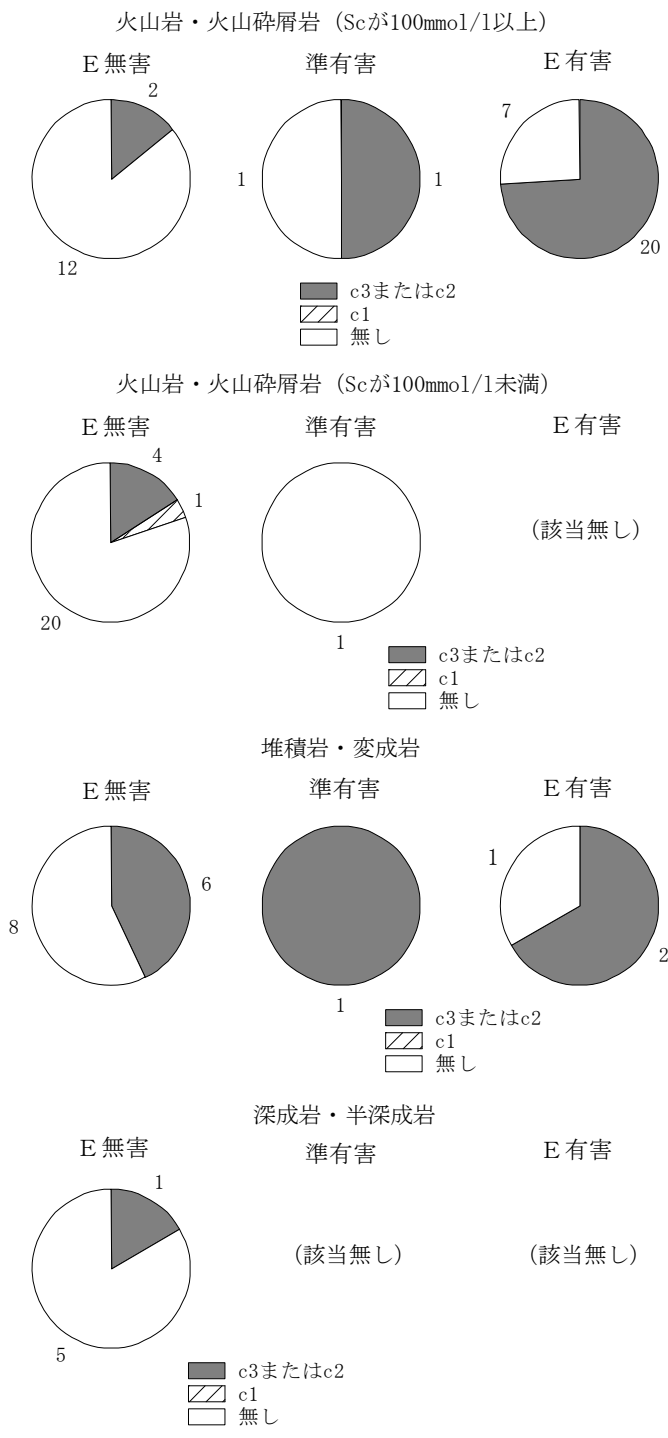 火山岩・火山砕屑岩（Scが100mmol/l以上）
E無害
準有害
E有害
2
12
1
1
7
20
c3またはc2
c1
無し
火山岩・火山砕屑岩（Scが100mmol/l未満）
E無害
準有害
E有害
4
1
20
1
（該当無し）
c3またはc2
c1
無し
堆積岩・変成岩
E無害
準有害
E有害
6
8
1
1
2
c3またはc2
c1
無し
深成岩・半深成岩
E無害
準有害
E有害
1
5
（該当無し）
（該当無し）
c3またはc2
c1
無し